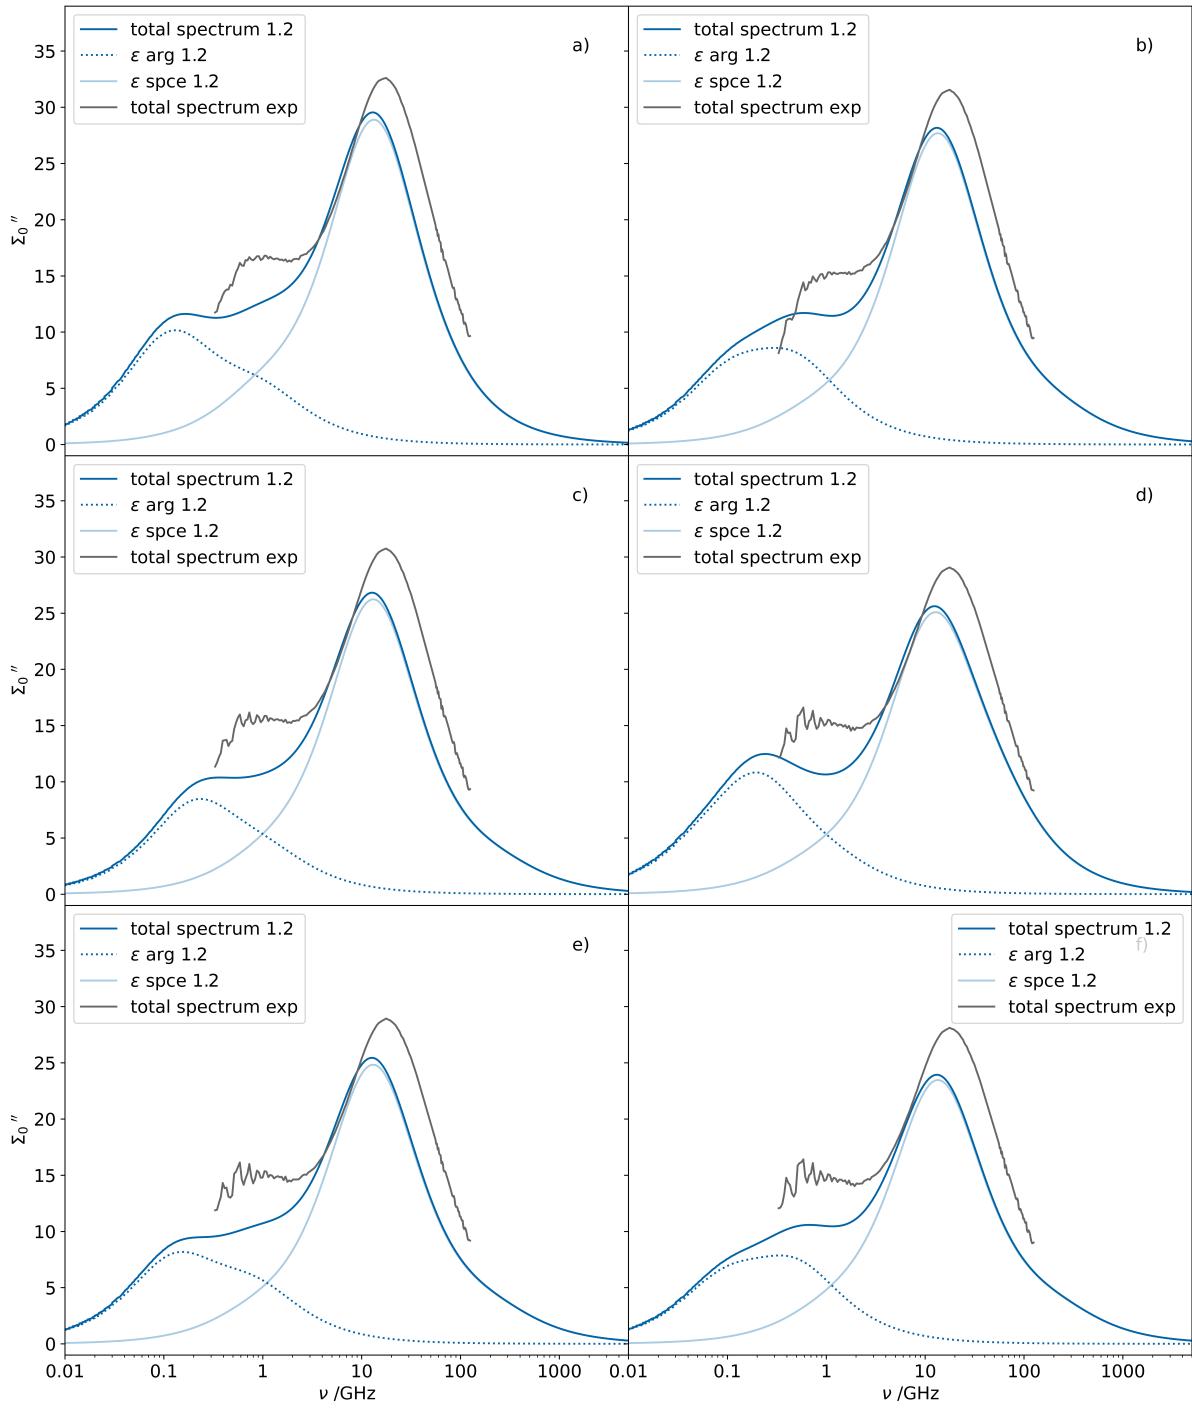 total spectrum 1.2
ε arg 1.2
ε spce 1.2
total spectrum exp
a)
35
30
25
20
15
10
5
0
Σ₀″
total spectrum 1.2
ε arg 1.2
ε spce 1.2
total spectrum exp
b)
total spectrum 1.2
ε arg 1.2
ε spce 1.2
total spectrum exp
c)
35
30
25
20
15
10
5
0
Σ₀″
total spectrum 1.2
ε arg 1.2
ε spce 1.2
total spectrum exp
d)
total spectrum 1.2
ε arg 1.2
ε spce 1.2
total spectrum exp
e)
35
30
25
20
15
10
5
0
Σ₀″
0.01 0.1 1 10 100 1000
ν /GHz
total spectrum 1.2
ε arg 1.2
ε spce 1.2
total spectrum exp
f)
0.01 0.1 1 10 100 1000
ν /GHz